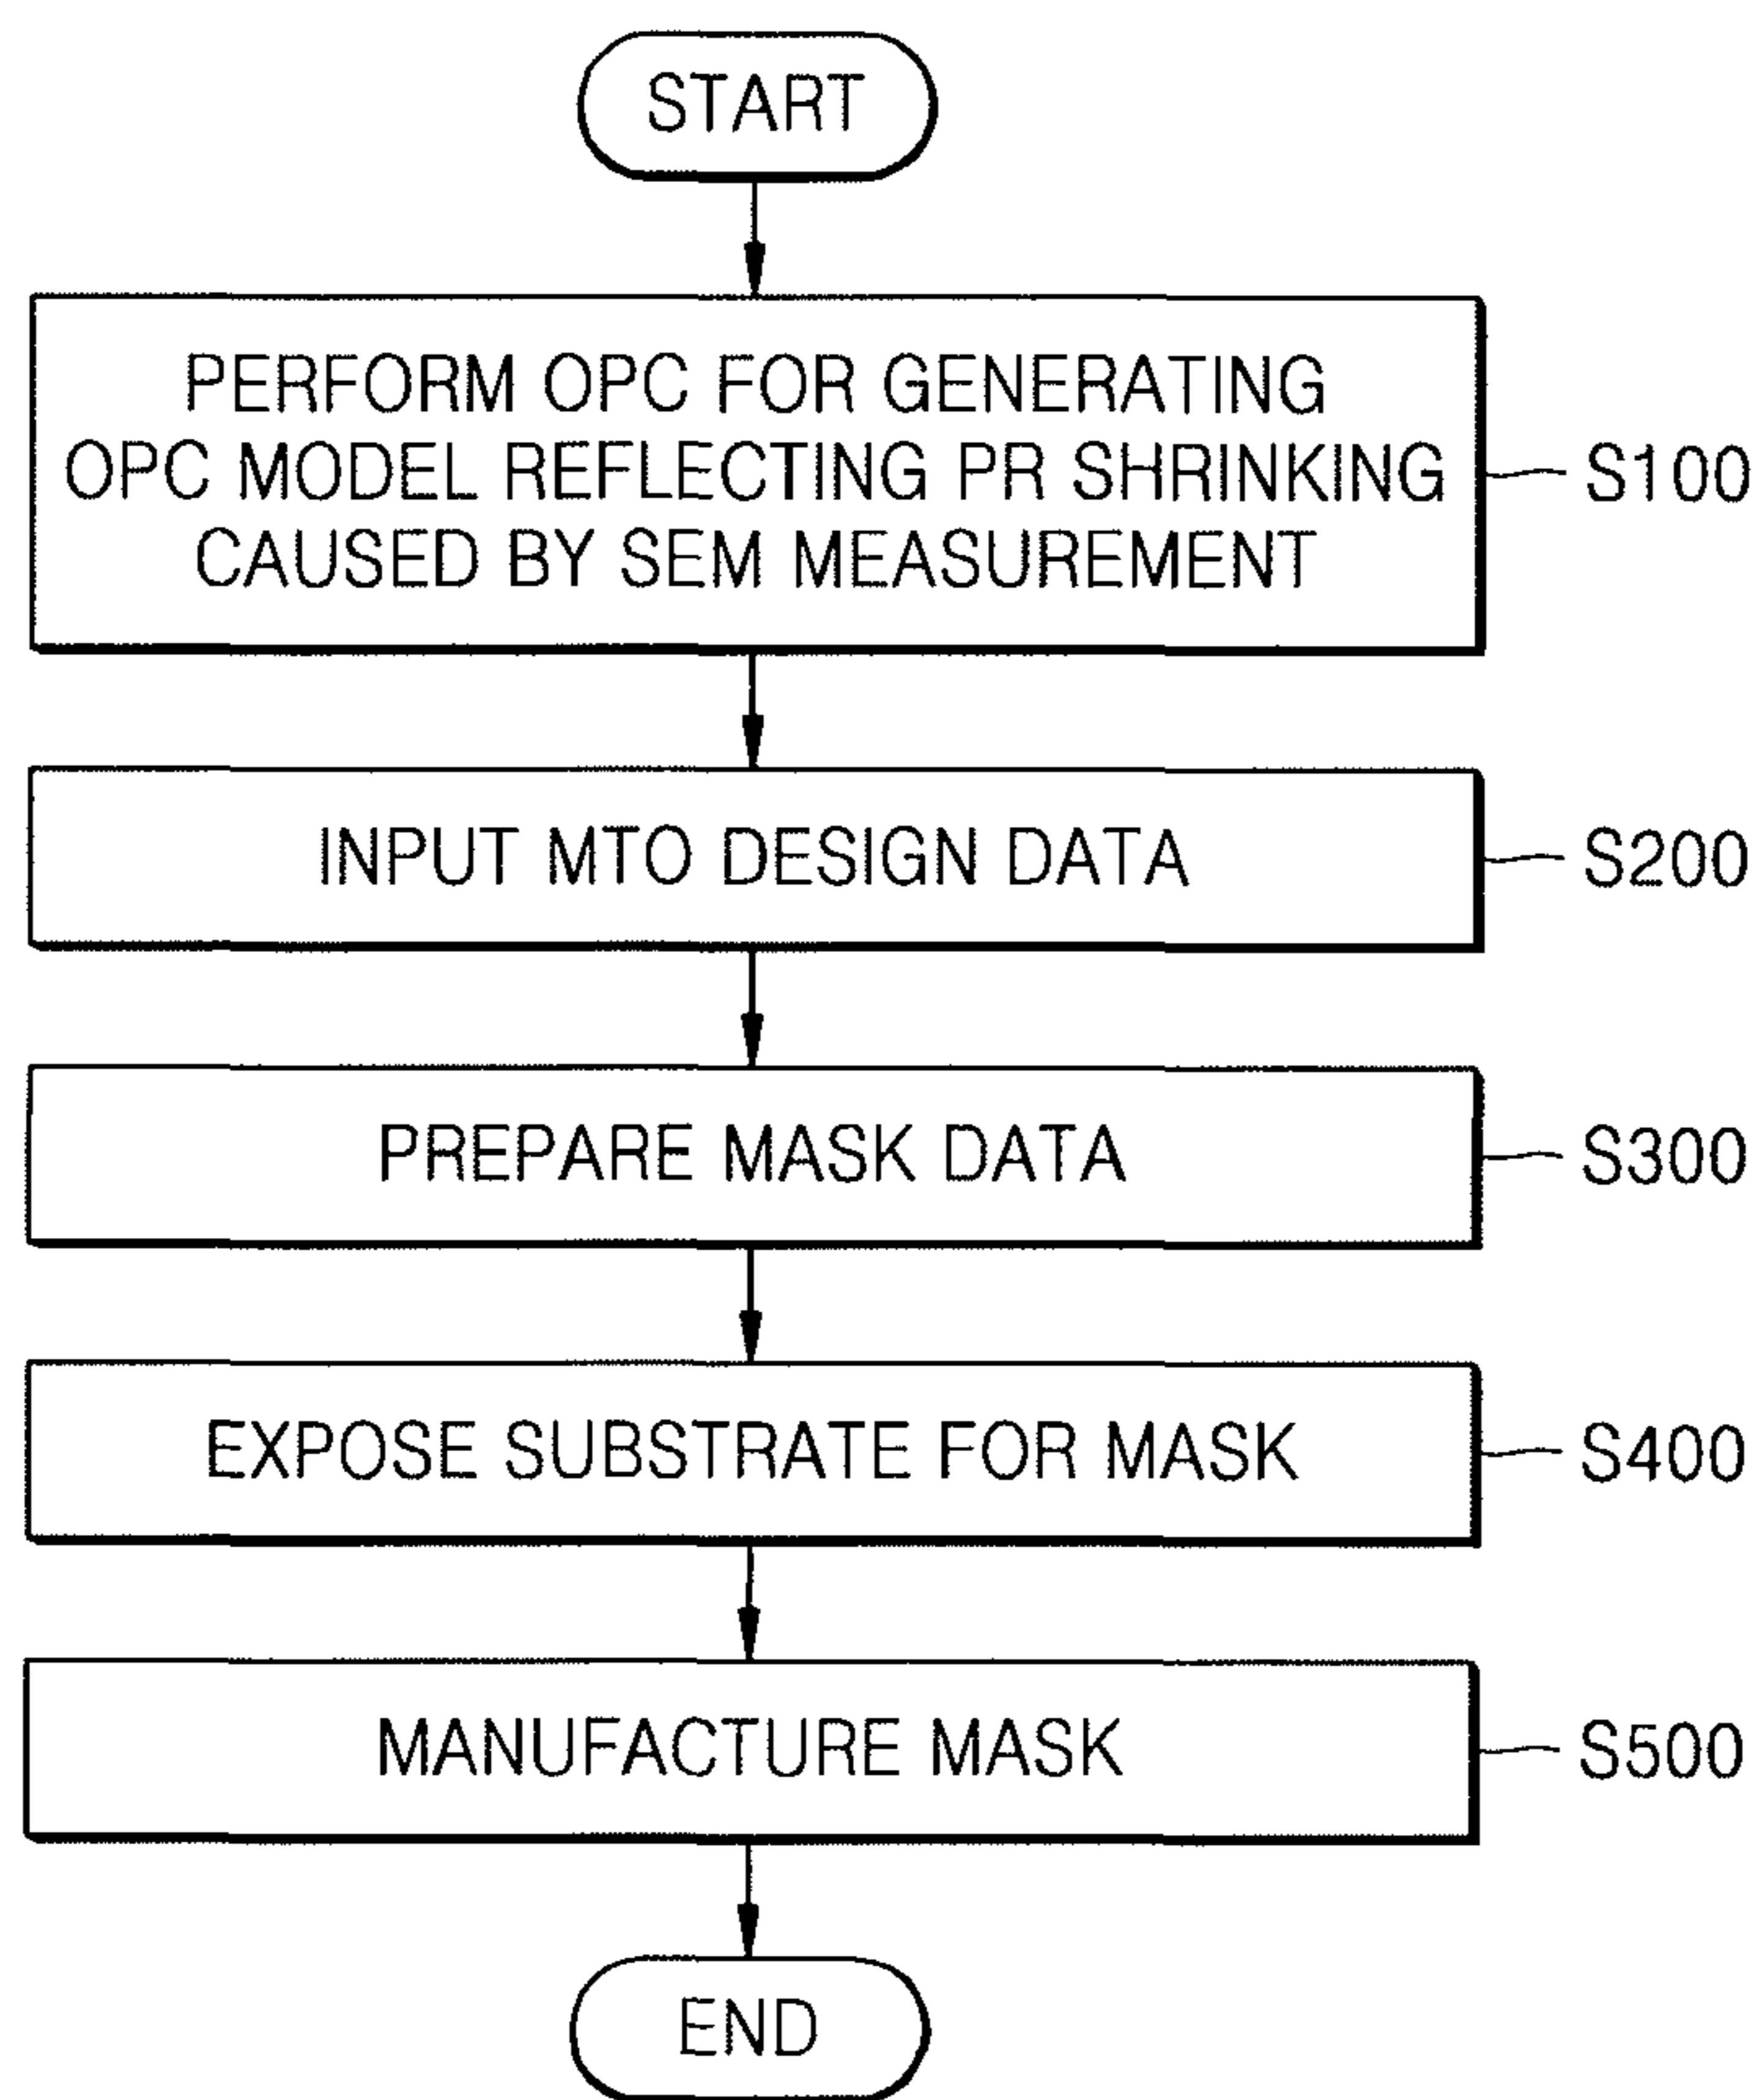 START
PERFORM OPC FOR GENERATING
OPC MODEL REFLECTING PR SHRINKING
CAUSED BY SEM MEASUREMENT
S100
INPUT MTO DESIGN DATA
S200
PREPARE MASK DATA
S300
EXPOSE SUBSTRATE FOR MASK
S400
MANUFACTURE MASK
S500
END